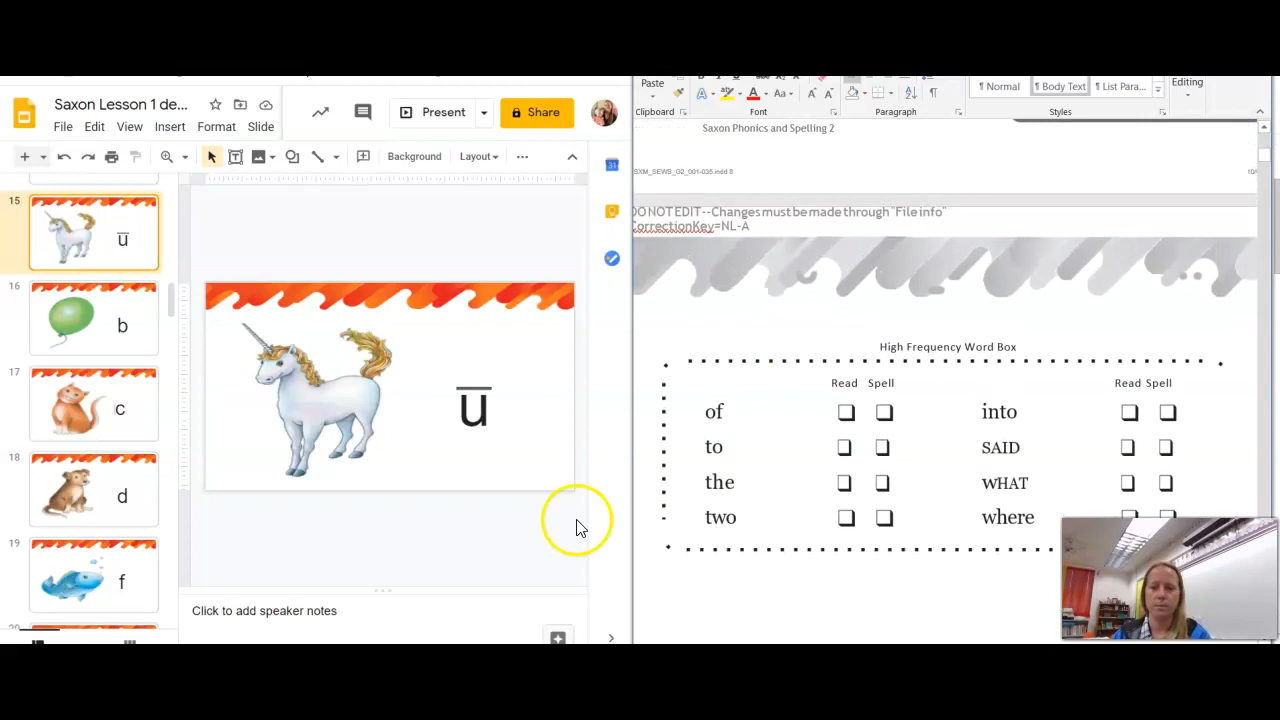 Saxon Lesson 1 de...
File Edit View Insert Format Slide
Present
Share
Background Layout
15
ū
16
b
17
c
18
d
19
f
ū
Click to add speaker notes
Paste
Clipboard
Font
Paragraph
¶ Normal ¶ Body Text ¶ List Para...
Styles
Editing
Saxon Phonics and Spelling 2
SXM_SEWS_G2_001-035.indd 8
DO NOT EDIT--Changes must be made through "File info"
CorrectionKey=NL-A
High Frequency Word Box
Read Spell Read Spell
of into
to SAID
the wHAT
two where